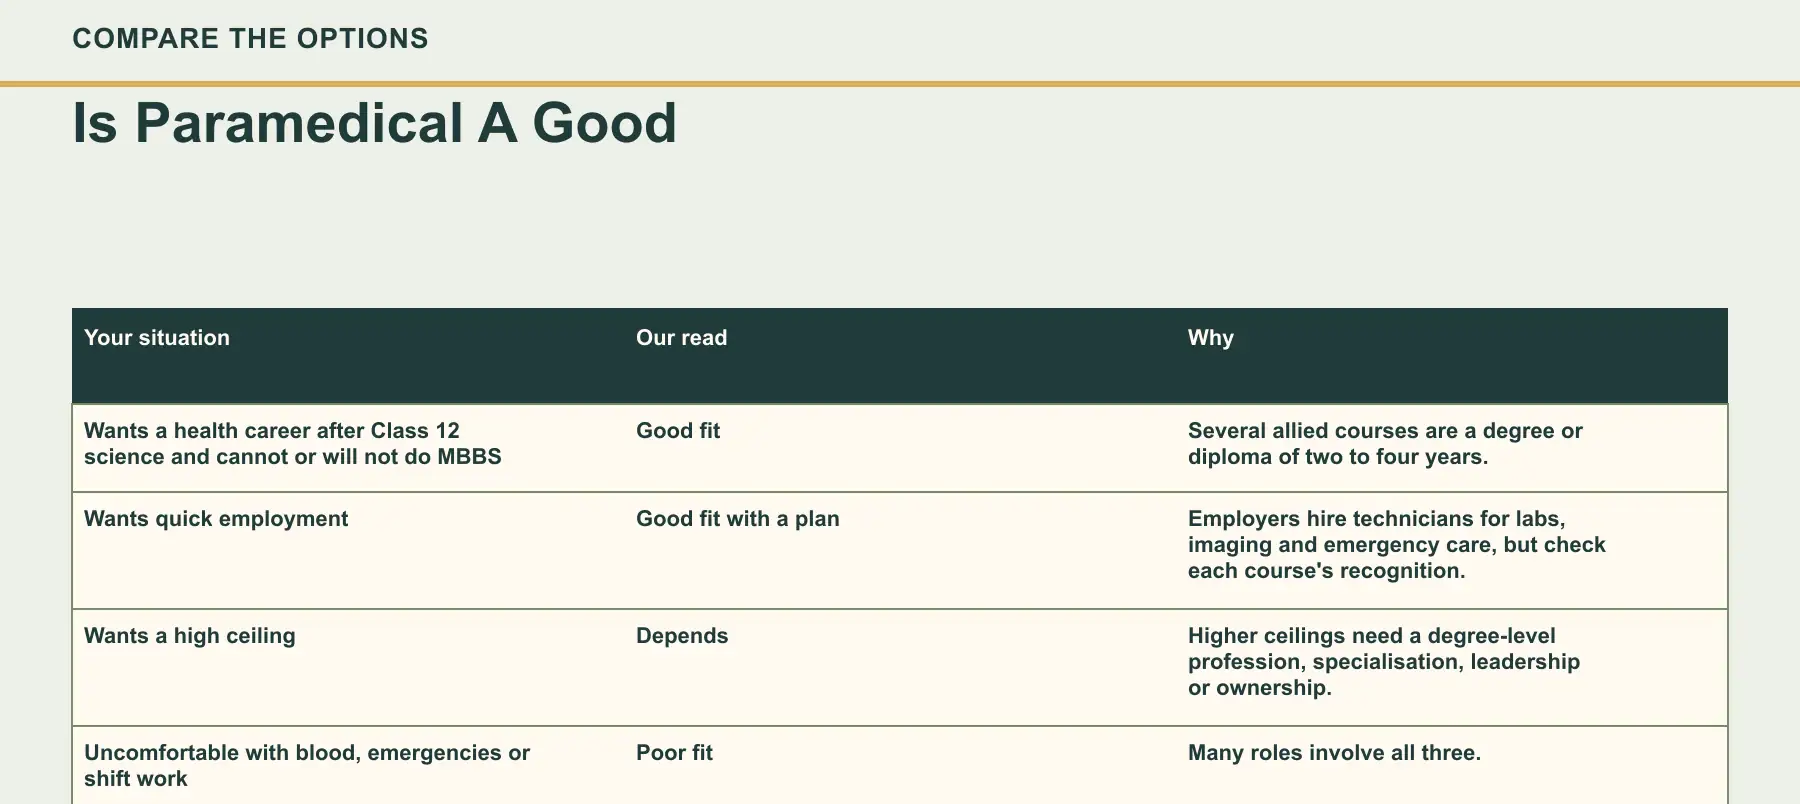 COMPARE THE OPTIONS
Is Paramedical A Good
Your situation
Our read
Why
Wants a health career after Class 12
science and cannot or will not do MBBS
Good fit
Several allied courses are a degree or
diploma of two to four years.
Wants quick employment
Good fit with a plan
Employers hire technicians for labs,
imaging and emergency care, but check
each course's recognition.
Wants a high ceiling
Depends
Higher ceilings need a degree-level
profession, specialisation, leadership
or ownership.
Uncomfortable with blood, emergencies or
shift work
Poor fit
Many roles involve all three.